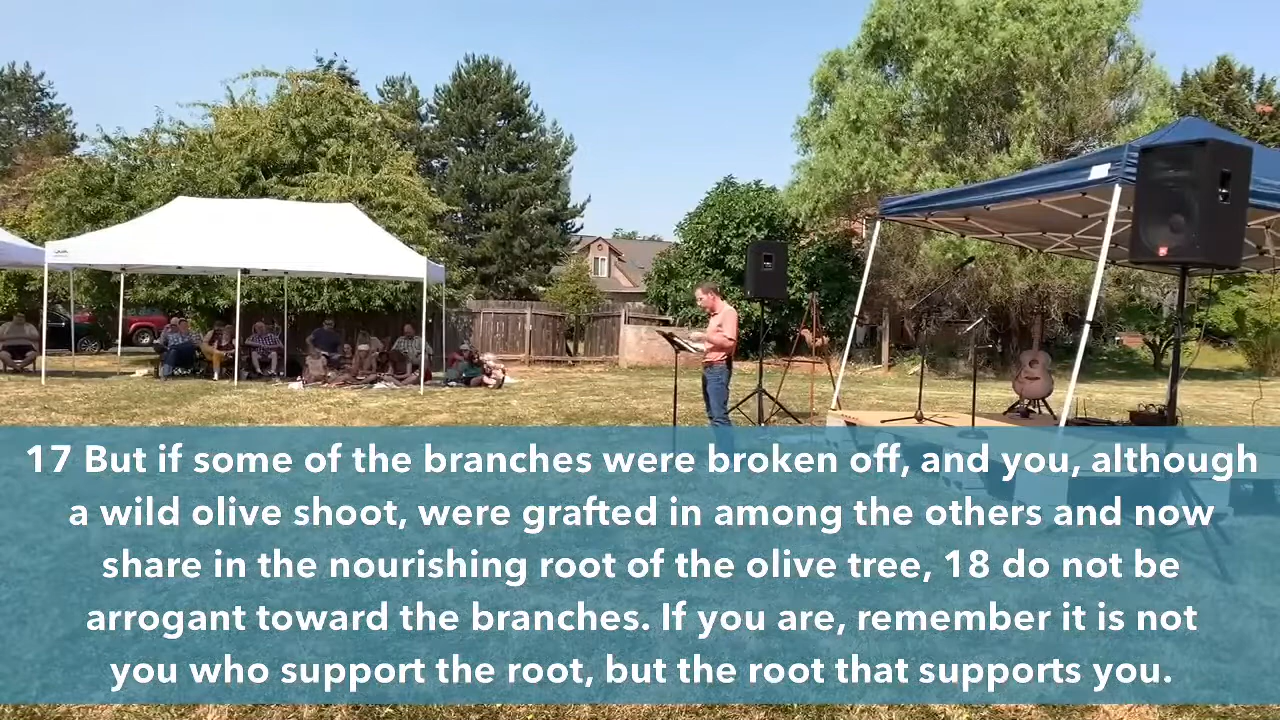 17 But if some of the branches were broken off, and you, although
a wild olive shoot, were grafted in among the others and now
share in the nourishing root of the olive tree, 18 do not be
arrogant toward the branches. If you are, remember it is not
you who support the root, but the root that supports you.